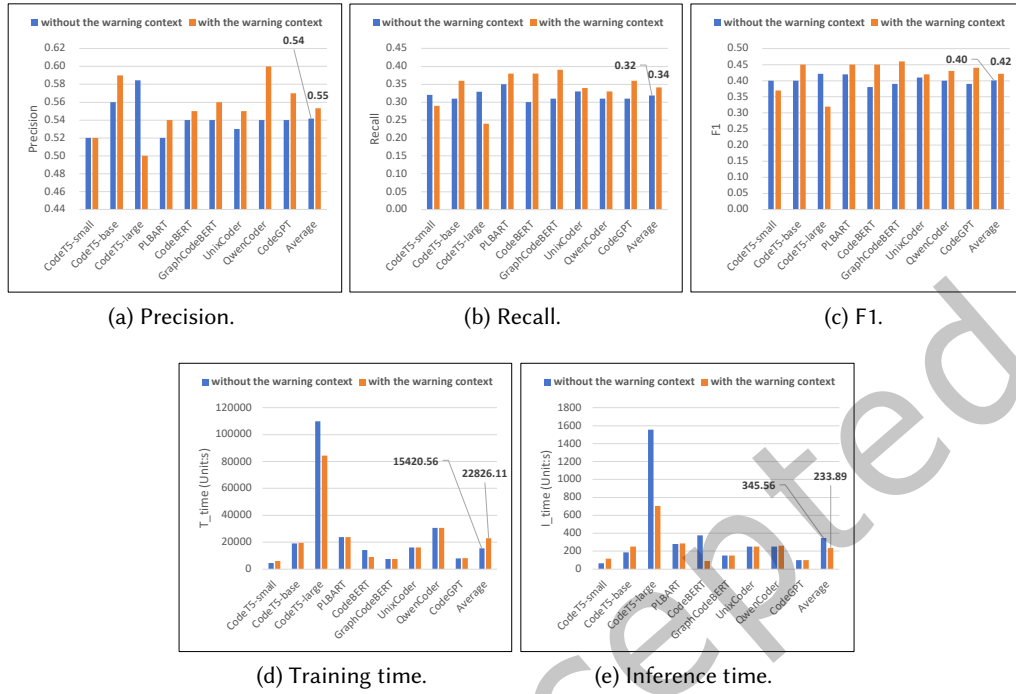 without the warning context with the warning context
0.54
0.55
0.62
0.60
0.58
0.56
0.54
0.52
0.50
0.48
0.46
0.44
Precision
CodeT5-small
CodeT5-base
CodeT5-large
PLBART
CodeBERT
GraphCodeBERT
UnixCoder
QwenCoder
CodeGPT
Average
(a) Precision.
without the warning context with the warning context
0.32
0.34
0.45
0.40
0.35
0.30
0.25
0.20
0.15
0.10
0.05
0.00
Recall
CodeT5-small
CodeT5-base
CodeT5-large
PLBART
CodeBERT
GraphCodeBERT
UnixCoder
QwenCoder
CodeGPT
Average
(b) Recall.
without the warning context with the warning context
0.40
0.42
0.50
0.45
0.40
0.35
0.30
0.25
0.20
0.15
0.10
0.05
0.00
F1
CodeT5-small
CodeT5-base
CodeT5-large
PLBART
CodeBERT
GraphCodeBERT
UnixCoder
QwenCoder
CodeGPT
Average
(c) F1.
without the warning context with the warning context
15420.56
22826.11
120000
100000
80000
60000
40000
20000
0
T_time (Unit:s)
CodeT5-small
CodeT5-base
CodeT5-large
PLBART
CodeBERT
GraphCodeBERT
UnixCoder
QwenCoder
CodeGPT
Average
(d) Training time.
without the warning context with the warning context
345.56
233.89
1800
1600
1400
1200
1000
800
600
400
200
0
I_time (Unit:s)
CodeT5-small
CodeT5-base
CodeT5-large
PLBART
CodeBERT
GraphCodeBERT
UnixCoder
QwenCoder
CodeGPT
Average
(e) Inference time.
cepted